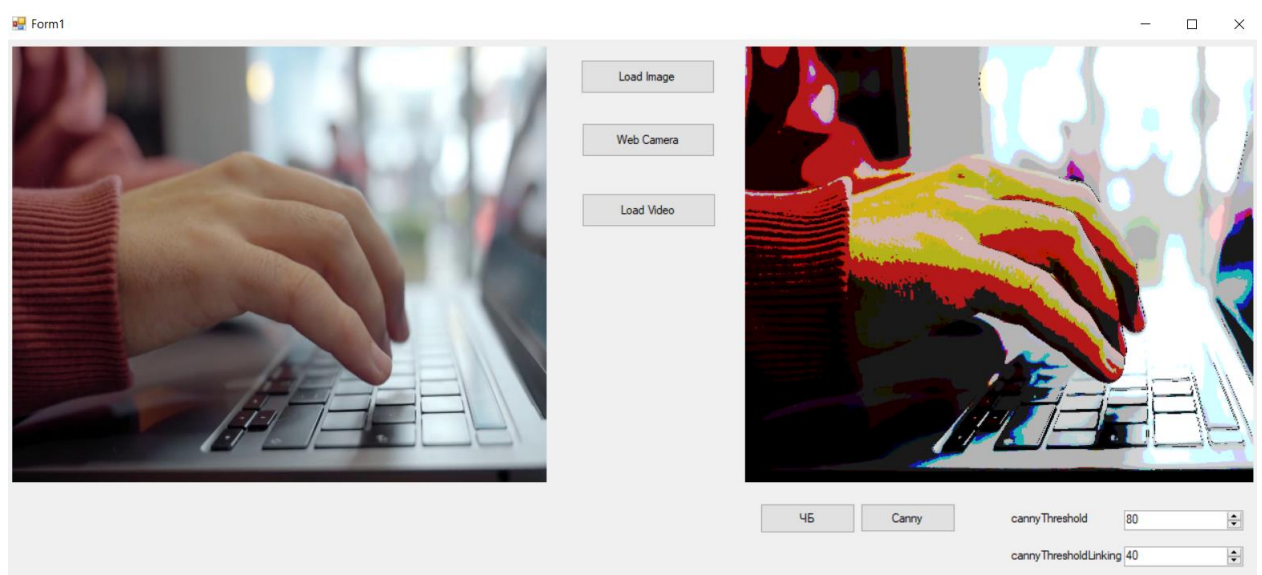 Form1
Load Image
Web Camera
Load Video
ЧБ
Canny
cannyThreshold
80
cannyThresholdLinking
40